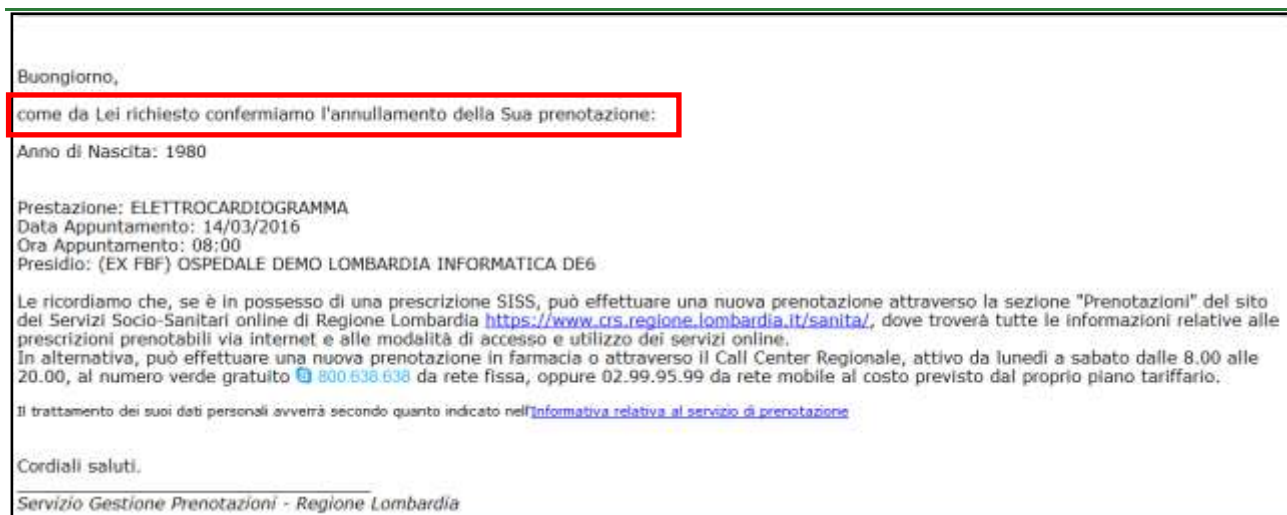 Buongiorno,
come da Lei richiesto confermiamo l'annullamento della Sua prenotazione:
Anno di Nascita: 1980
Prestazione: ELETTROCARDIOGRAMMA
Data Appuntamento: 14/03/2016
Ora Appuntamento: 08:00
Presidio: (EX FBF) OSPEDALE DEMO LOMBARDIA INFORMATICA DE6
Le ricordiamo che, se è in possesso di una prescrizione SISS, può effettuare una nuova prenotazione attraverso la sezione "Prenotazioni" del sito
dei Servizi Socio-Sanitari online di Regione Lombardia https://www.crs.regione.lombardia.it/sanita/, dove troverà tutte le informazioni relative alle
prescrizioni prenotabili via internet e alle modalità di accesso e utilizzo dei servizi online.
In alternativa, può effettuare una nuova prenotazione in farmacia o attraverso il Call Center Regionale, attivo da lunedì a sabato dalle 8.00 alle
20.00, al numero verde gratuito 800.638.638 da rete fissa, oppure 02.99.95.99 da rete mobile al costo previsto dal proprio piano tariffario.
Il trattamento dei suoi dati personali avverrà secondo quanto indicato nell'Informativa relativa al servizio di prenotazione
Cordiali saluti.
Servizio Gestione Prenotazioni - Regione Lombardia